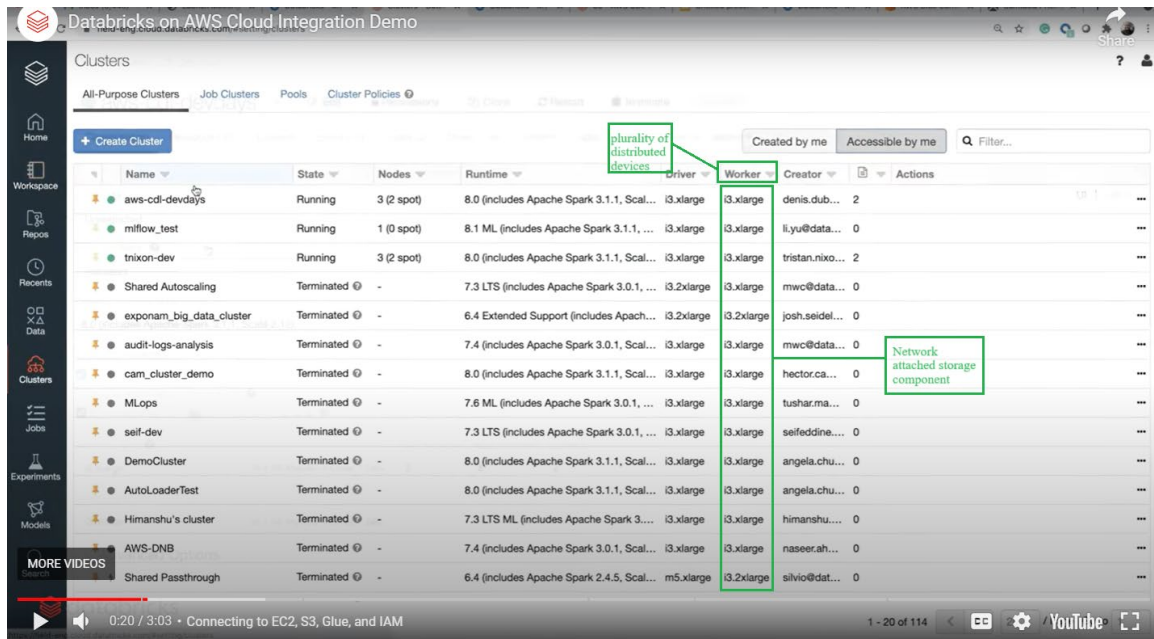 Databricks on AWS Cloud Integration Demo
Share
Clusters
?
All-Purpose Clusters Job Clusters Pools Cluster Policies
+ Create Cluster
Created by me Accessible by me Filter...
plurality of
distributed
devices
Name State Nodes Runtime Driver Worker Creator Actions
aws-cdl-devdays Running 3 (2 spot) 8.0 (includes Apache Spark 3.1.1, Scal... i3.xlarge i3.xlarge denis.dub... 2 ...
mlflow_test Running 1 (0 spot) 8.1 ML (includes Apache Spark 3.1.1, ... i3.xlarge i3.xlarge li.yu@data... 0 ...
tnixon-dev Running 3 (2 spot) 8.0 (includes Apache Spark 3.1.1, Scal... i3.xlarge i3.xlarge tristan.nixo... 2 ...
Shared Autoscaling Terminated - 7.3 LTS (includes Apache Spark 3.0.1, ... i3.2xlarge i3.xlarge mwc@data... 0 ...
exponam_big_data_cluster Terminated - 6.4 Extended Support (includes Apach... i3.2xlarge i3.2xlarge josh.seidel... 0 ...
audit-logs-analysis Terminated - 7.4 (includes Apache Spark 3.0.1, Scal... i3.xlarge i3.xlarge mwc@data... 0 ...
cam_cluster_demo Terminated - 8.0 (includes Apache Spark 3.1.1, Scal... i3.xlarge i3.xlarge hector.ca... 0 ...
MLops Terminated - 7.6 ML (includes Apache Spark 3.0.1, ... i3.xlarge i3.xlarge tushar.ma... 0 ...
seif-dev Terminated - 7.3 LTS (includes Apache Spark 3.0.1, ... i3.xlarge i3.xlarge seifeddine.... 0 ...
DemoCluster Terminated - 8.0 (includes Apache Spark 3.1.1, Scal... i3.xlarge i3.xlarge angela.chu... 0 ...
AutoLoaderTest Terminated - 8.0 (includes Apache Spark 3.1.1, Scal... i3.xlarge i3.xlarge angela.chu... 0 ...
Himanshu's cluster Terminated - 7.3 LTS ML (includes Apache Spark 3.... i3.xlarge i3.xlarge himanshu.... 0 ...
AWS-DNB Terminated - 7.4 (includes Apache Spark 3.0.1, Scal... i3.xlarge i3.xlarge naseer.ah... 0 ...
Shared Passthrough Terminated - 6.4 (includes Apache Spark 2.4.5, Scal... m5.xlarge i3.2xlarge silvio@dat... 0 ...
Network
attached storage
component
Home
Workspace
Repos
Recents
Data
Clusters
Jobs
Experiments
Models
Search
MORE VIDEOS
databricks
0:20 / 3:03 • Connecting to EC2, S3, Glue, and IAM
1 - 20 of 114
CC
YouTube